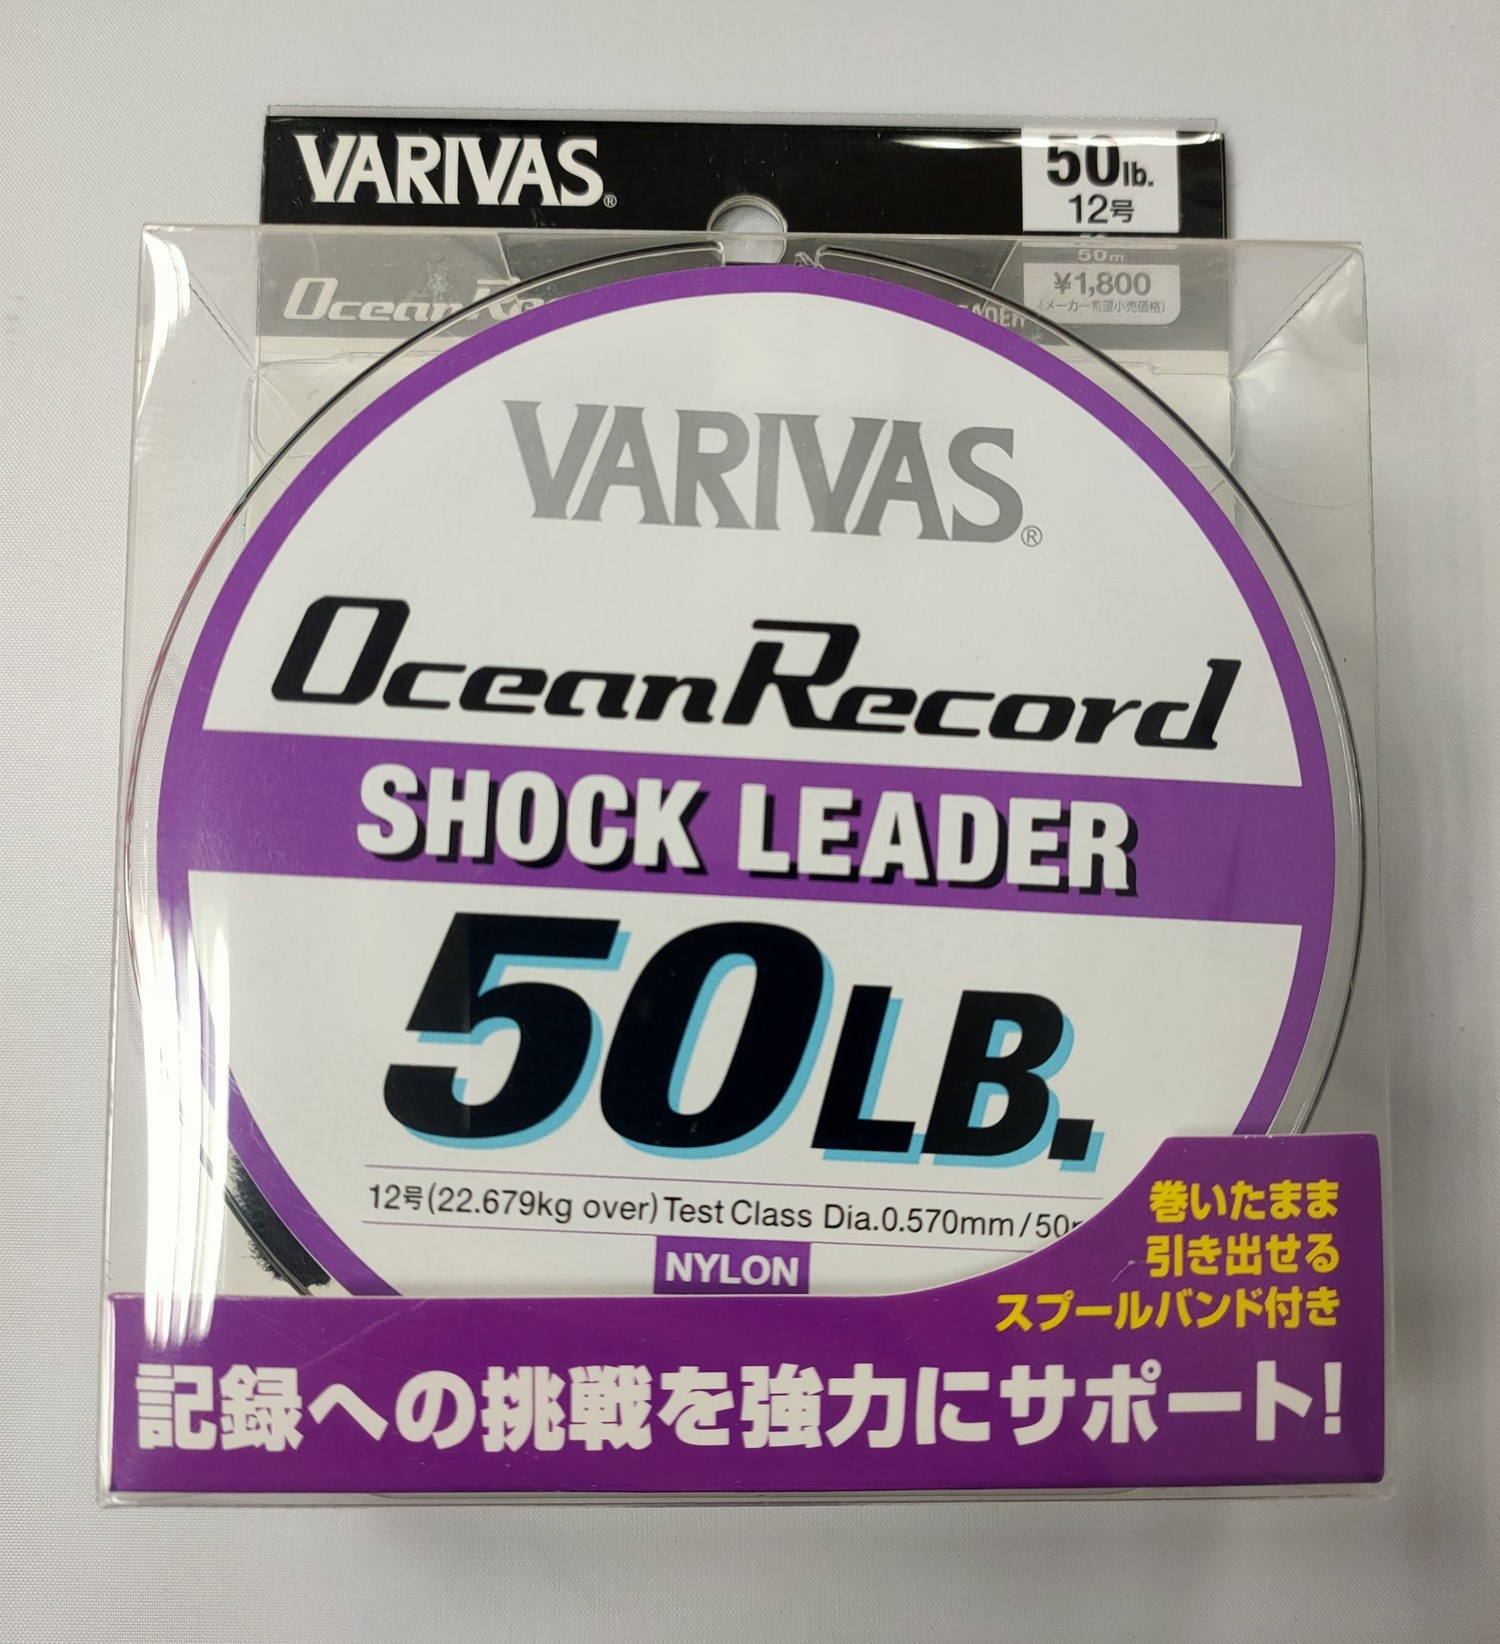 VARIVAS®
50lb.
12号
50m
¥1,800
(メーカー希望小売価格)
VARIVAS®
OceanRecord
SHOCK LEADER
50LB.
12号(22.679kg over) Test Class Dia.0.570mm/50
NYLON
巻いたまま
引き出せる
スプールバンド付き
記録への挑戦を強力にサポート!